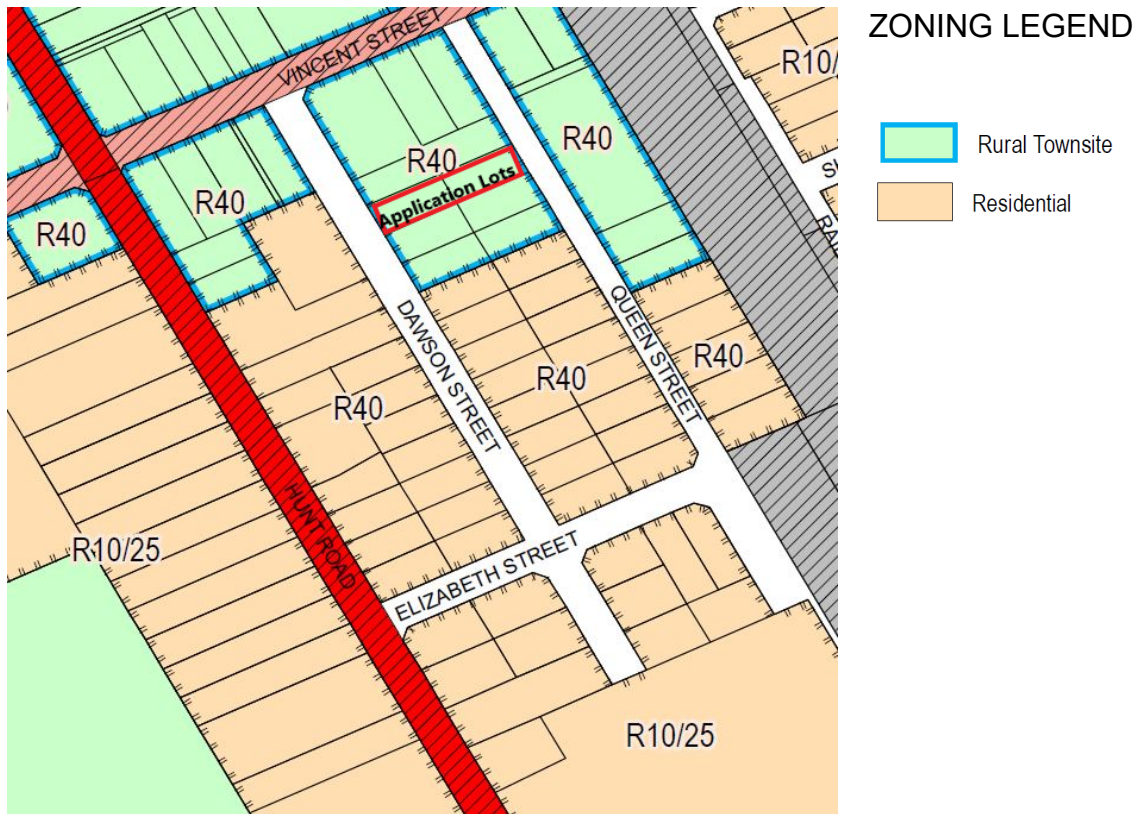 ZONING LEGEND
VINCENT STREET
R10/
R40
R40
Rural Townsite
Application Lots
R40
Residential
R40
QUEEN STREET
DAWSON STREET
R40
R40
R40
HUNT ROAD
R10/25
ELIZABETH STREET
R10/25